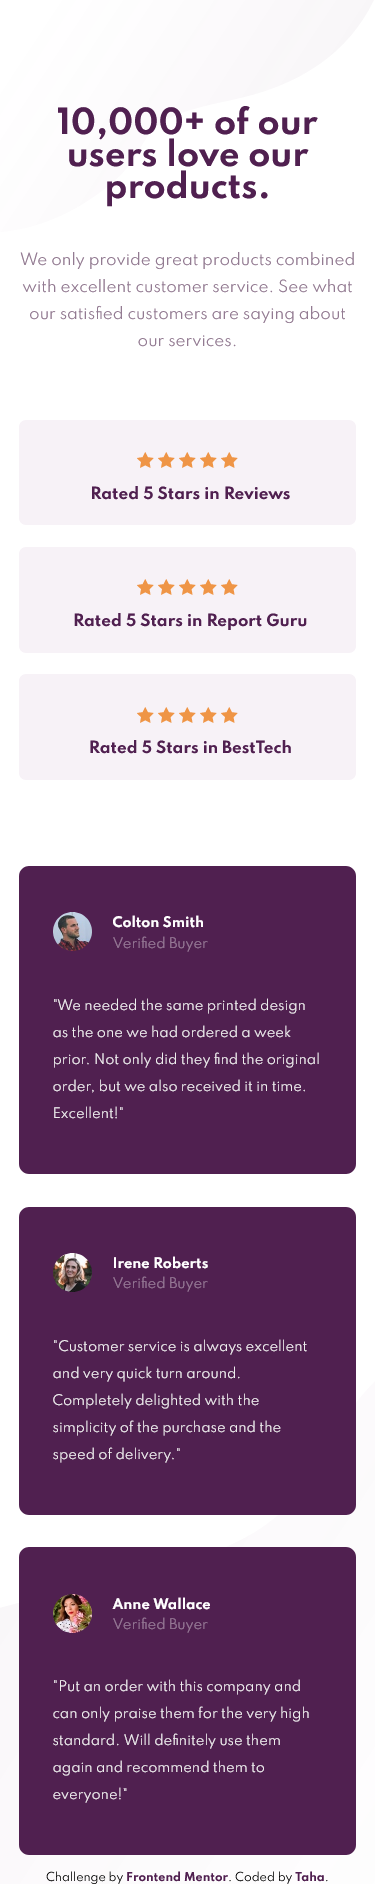 10,000+ of our
users love our
products.
We only provide great products combined
with excellent customer service. See what
our satisfied customers are saying about
our services.
Rated 5 Stars in Reviews
Rated 5 Stars in Report Guru
Rated 5 Stars in BestTech
Colton Smith
Verified Buyer
"We needed the same printed design
as the one we had ordered a week
prior. Not only did they find the original
order, but we also received it in time.
Excellent!"
Irene Roberts
Verified Buyer
"Customer service is always excellent
and very quick turn around.
Completely delighted with the
simplicity of the purchase and the
speed of delivery."
Anne Wallace
Verified Buyer
"Put an order with this company and
can only praise them for the very high
standard. Will definitely use them
again and recommend them to
everyone!"
Challenge by Frontend Mentor. Coded by Taha.